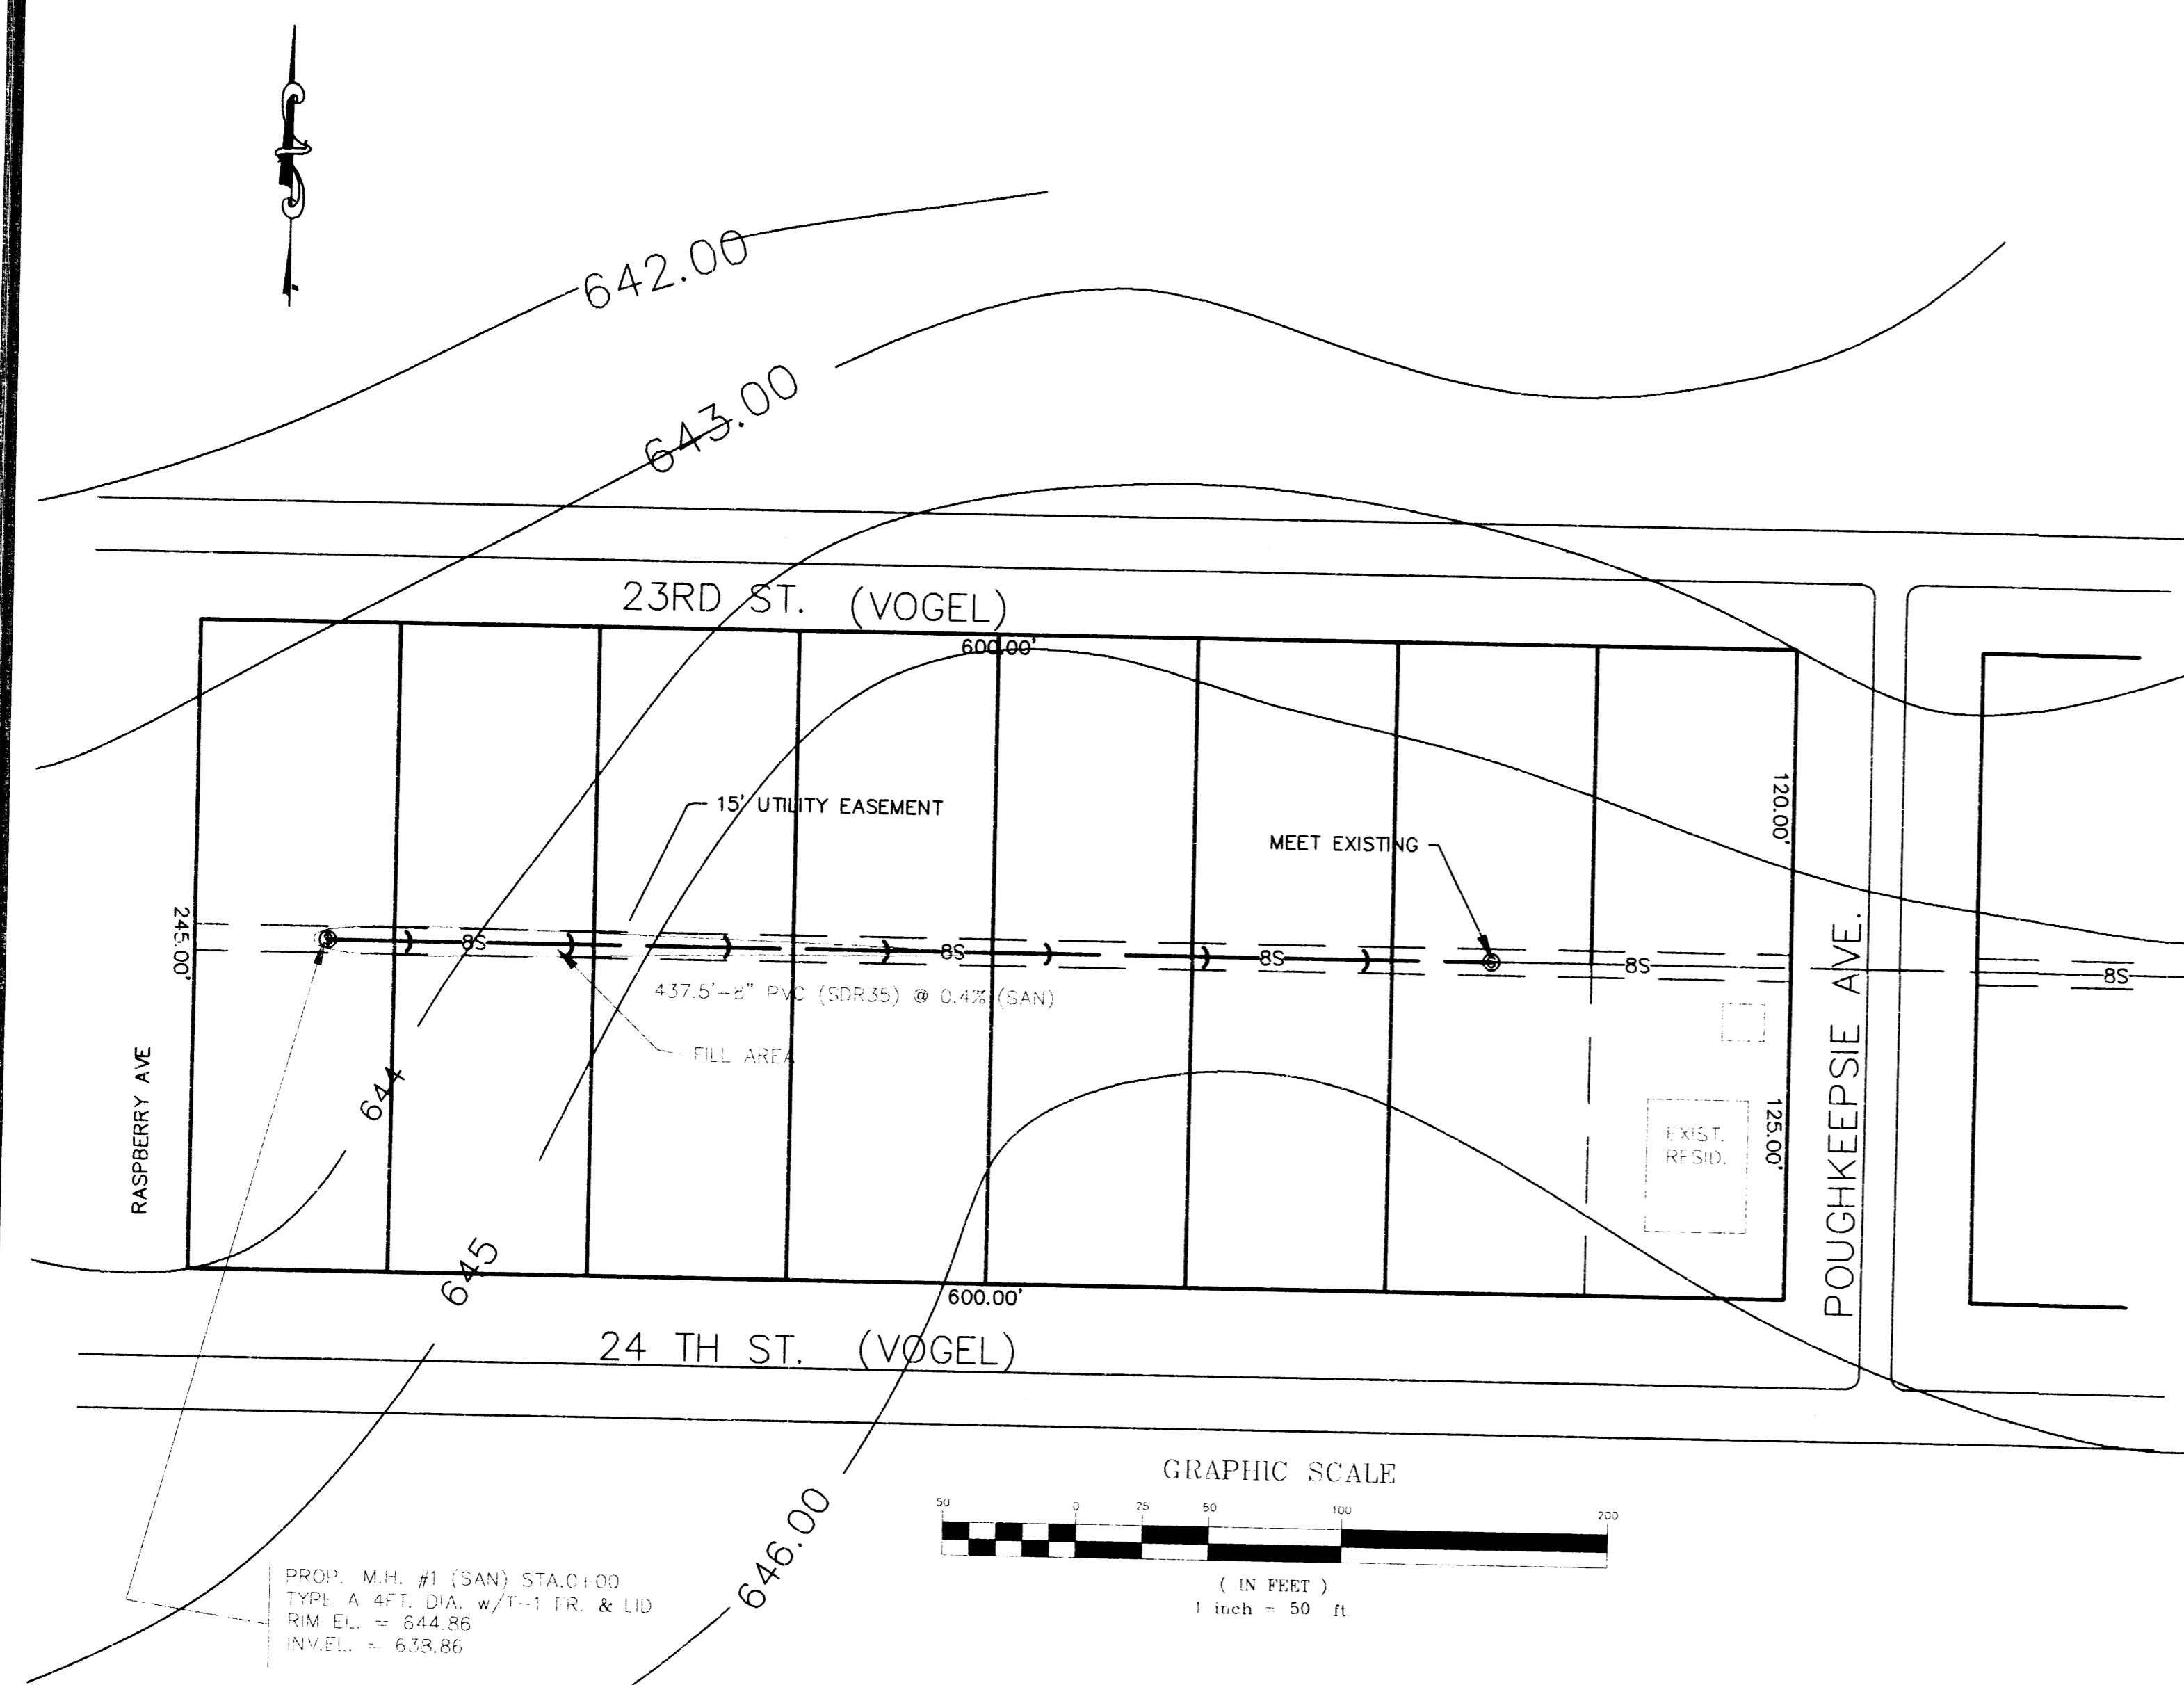 642.00
643.00
23RD ST. (VOGEL)
600.00'
120.00'
15' UTILITY EASEMENT
MEET EXISTING
245.00'
8S
8S
8S
8S
8S
437.5'-8" PVC (SDR35) @ 0.4% (SAN)
FILL AREA
POUGHKEEPSIE AVE.
RASPBERRY AVE
644
125.00'
EXIST.
RESID.
645
600.00'
24 TH ST. (VOGEL)
646.00
GRAPHIC SCALE
50 0 25 50 100 200
( IN FEET )
1 inch = 50 ft
PROP. M.H. #1 (SAN) STA.0+00
TYPE A 4FT. DIA. w/T-1 FR. & LID
RIM EL. = 644.86
INV.EL. = 638.86